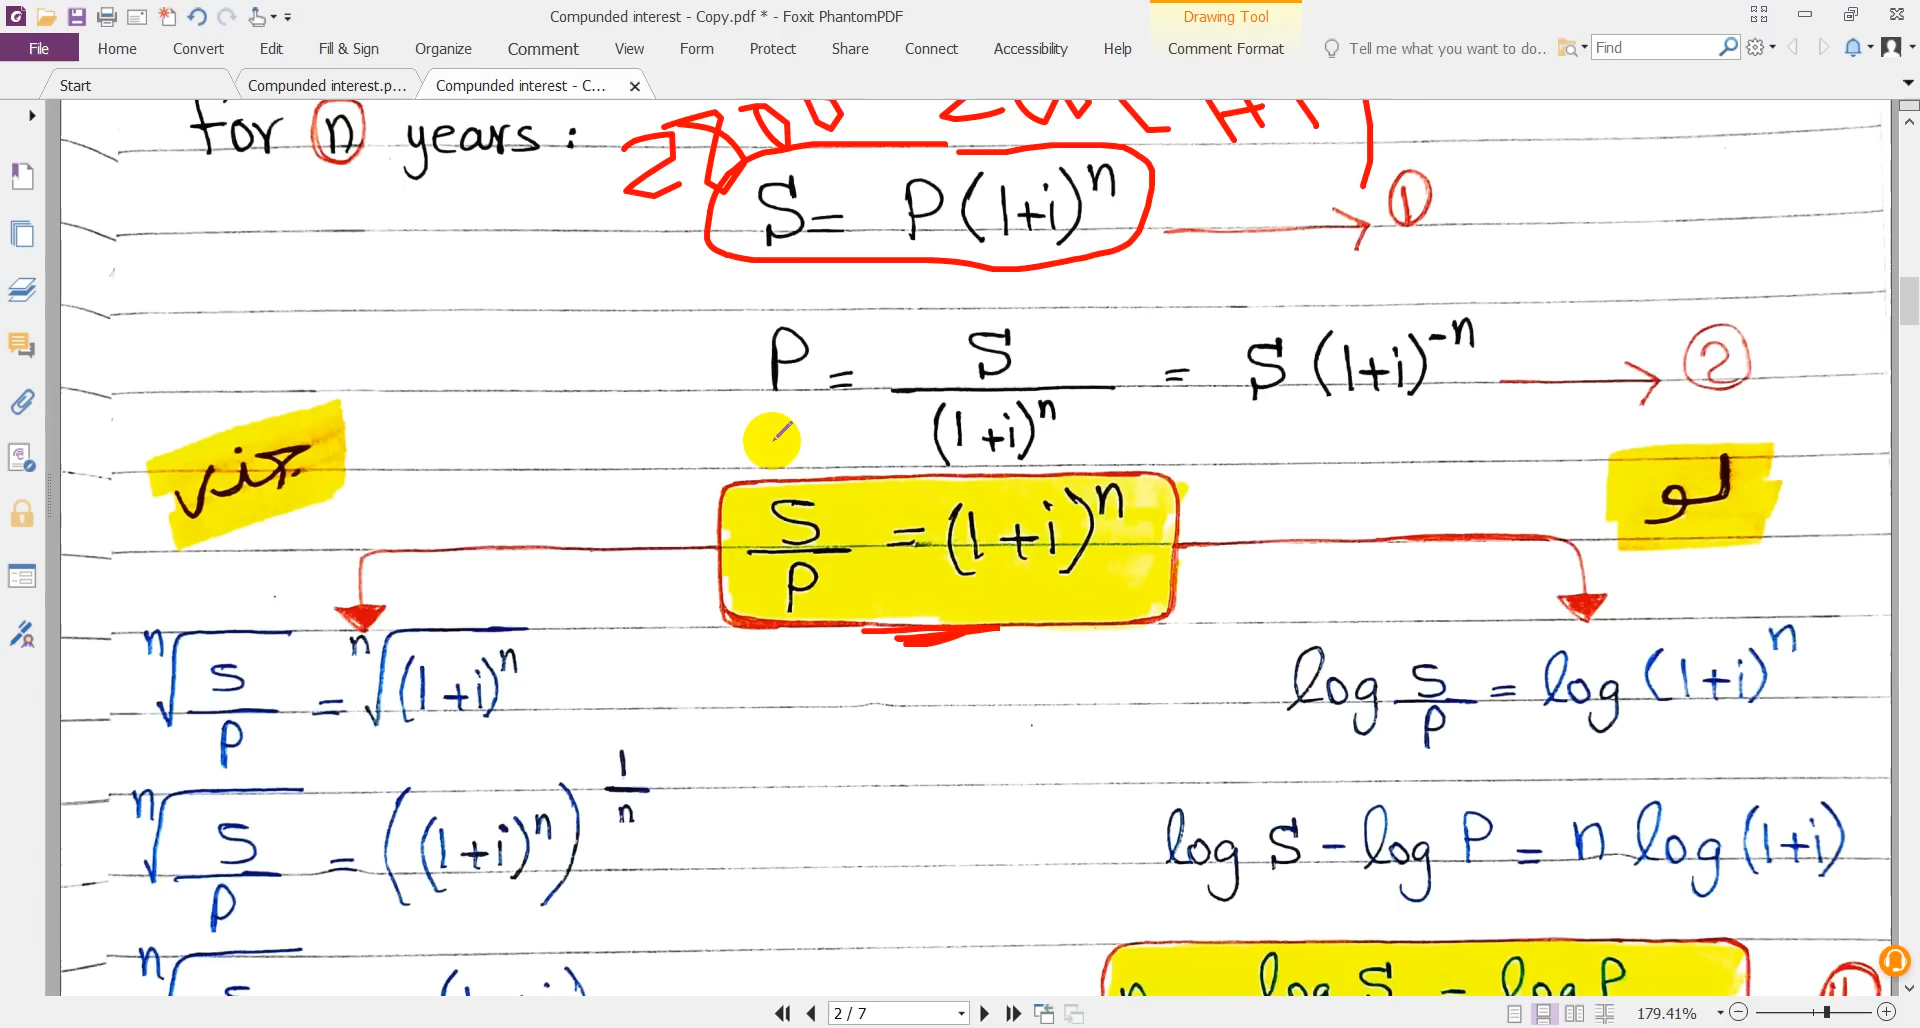 Compunded interest - Copy.pdf * - Foxit PhantomPDF
Drawing Tool
File Home Convert Edit Fill & Sign Organize Comment View Form Protect Share Connect Accessibility Help Comment Format Tell me what you want to do.. Find
Start Compunded interest.p... Compunded interest - C...
for n years :
S = P(1+i)^n → 1
P = S/(1+i)^n = S(1+i)^-n → 2
جذر
لو
S/P = (1+i)^n
n√(S/P) = n√((1+i)^n)
log S/P = log (1+i)^n
n√(S/P) = ((1+i)^n)^1/n
log S - log P = n log (1+i)
log S - log P
2 / 7
179.41%